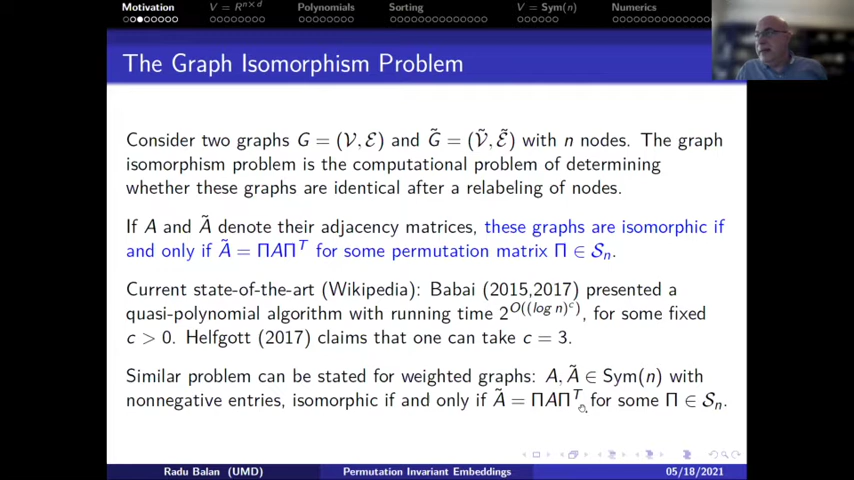 Motivation V = R^{n×d} Polynomials Sorting V = Sym(n) Numerics
The Graph Isomorphism Problem
Consider two graphs G = (𝒱, ℰ) and G̃ = (𝒱̃, ℰ̃) with n nodes. The graph
isomorphism problem is the computational problem of determining
whether these graphs are identical after a relabeling of nodes.
If A and Ã denote their adjacency matrices, these graphs are isomorphic if
and only if Ã = ΠAΠ^T for some permutation matrix Π ∈ 𝒮_n.
Current state-of-the-art (Wikipedia): Babai (2015,2017) presented a
quasi-polynomial algorithm with running time 2^{O((log n)^c)}, for some fixed
c > 0. Helfgott (2017) claims that one can take c = 3.
Similar problem can be stated for weighted graphs: A, Ã ∈ Sym(n) with
nonnegative entries, isomorphic if and only if Ã = ΠAΠ^T for some Π ∈ 𝒮_n.
Radu Balan (UMD) Permutation Invariant Embeddings 05/18/2021